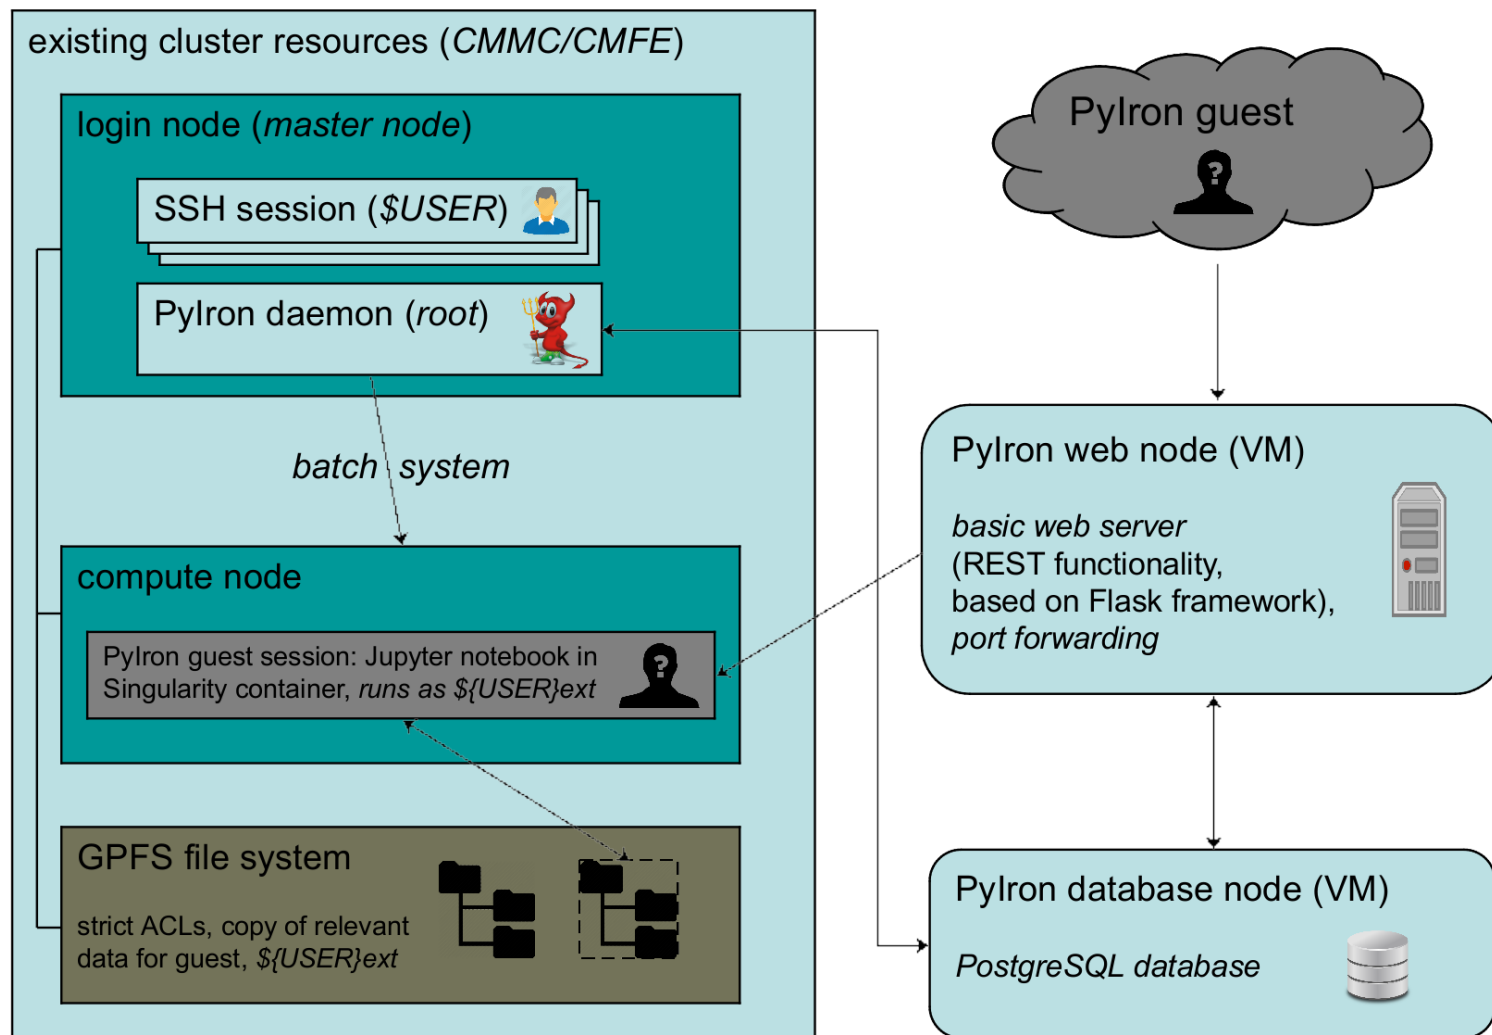 existing cluster resources (CMMC/CMFE)
login node (master node)
SSH session ($USER)
PyIron daemon (root)
batch system
compute node
PyIron guest session: Jupyter notebook in
Singularity container, runs as ${USER}ext
GPFS file system
strict ACLs, copy of relevant
data for guest, ${USER}ext
PyIron guest
?
PyIron web node (VM)
basic web server
(REST functionality,
based on Flask framework),
port forwarding
PyIron database node (VM)
PostgreSQL database
?